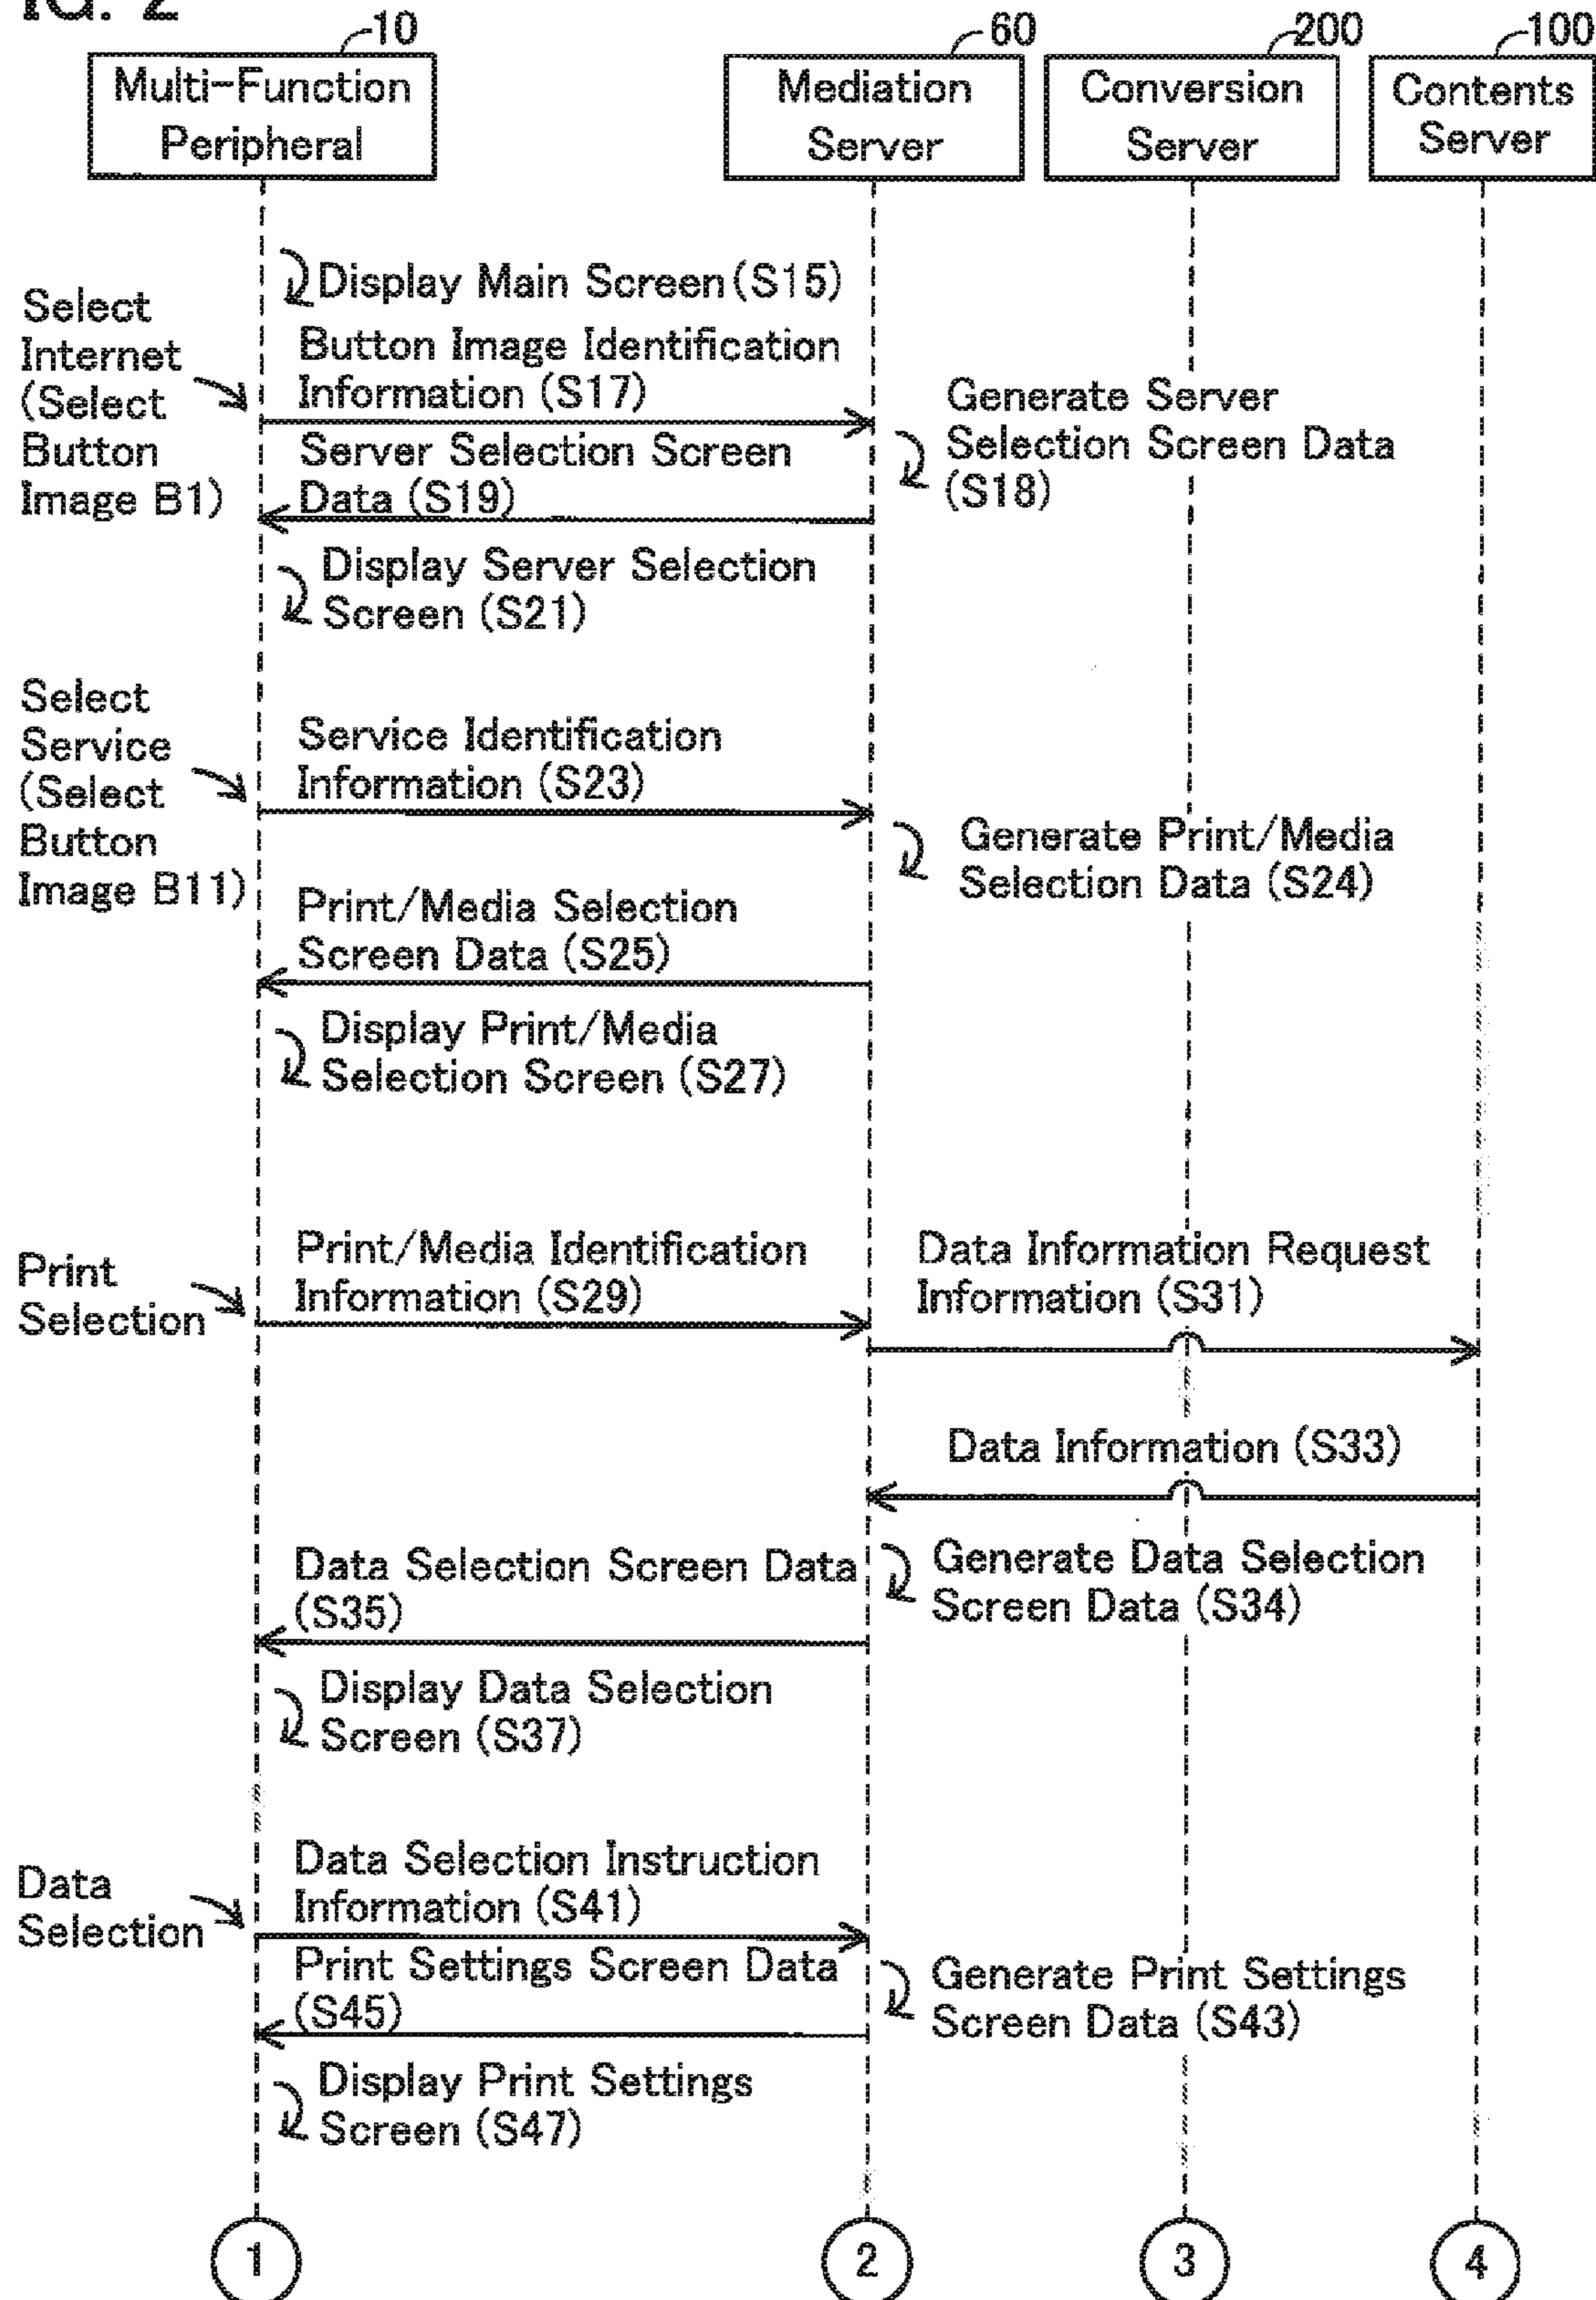 FIG. 2
10
60
200
100
Multi-Function
Peripheral
Mediation
Server
Conversion
Server
Contents
Server
Display Main Screen (S15)
Select
Internet
(Select
Button
Image B1)
Button Image Identification
Information (S17)
Generate Server
Selection Screen Data
(S18)
Server Selection Screen
Data (S19)
Display Server Selection
Screen (S21)
Select
Service
(Select
Button
Image B11)
Service Identification
Information (S23)
Generate Print/Media
Selection Data (S24)
Print/Media Selection
Screen Data (S25)
Display Print/Media
Selection Screen (S27)
Print
Selection
Print/Media Identification
Information (S29)
Data Information Request
Information (S31)
Data Information (S33)
Generate Data Selection
Screen Data (S34)
Data Selection Screen Data
(S35)
Display Data Selection
Screen (S37)
Data
Selection
Data Selection Instruction
Information (S41)
Generate Print Settings
Screen Data (S43)
Print Settings Screen Data
(S45)
Display Print Settings
Screen (S47)
1
2
3
4